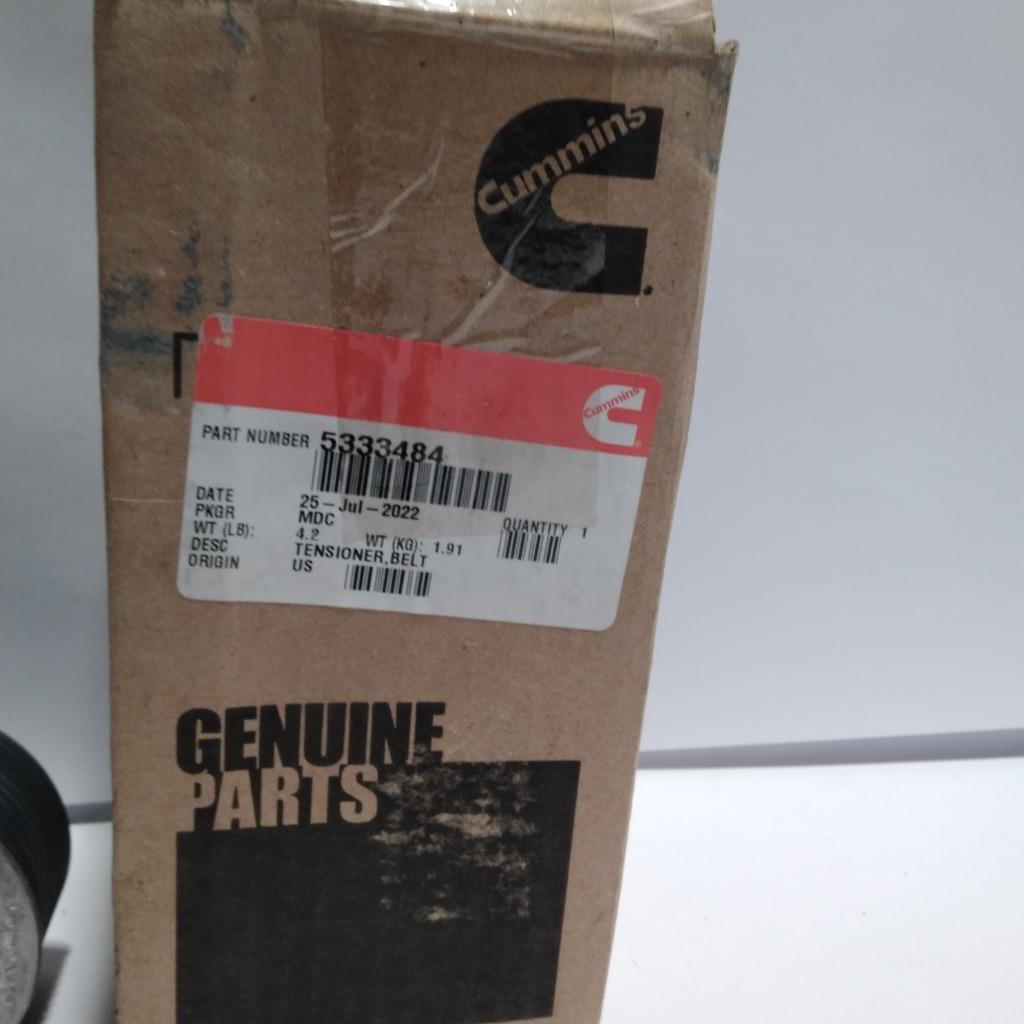 Cummins
Cummins
PART NUMBER 5333484
DATE 25-Jul-2022
PKGR MDC QUANTITY 1
WT (LB): 4.2 WT (KG): 1.91
DESC TENSIONER,BELT
ORIGIN US
GENUINE
PARTS